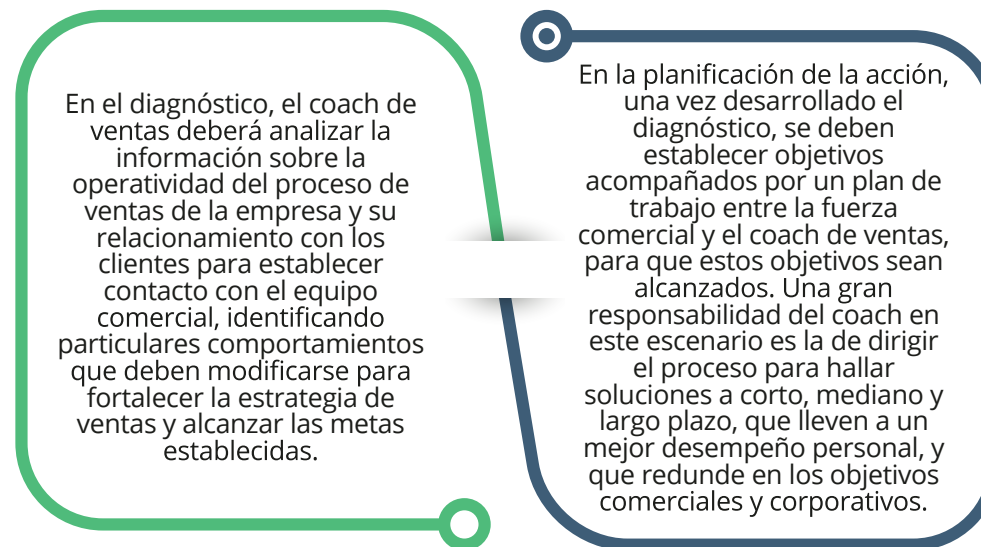 En el diagnóstico, el coach de
ventas deberá analizar la
información sobre la
operatividad del proceso de
ventas de la empresa y su
relacionamiento con los
clientes para establecer
contacto con el equipo
comercial, identificando
particulares comportamientos
que deben modificarse para
fortalecer la estrategia de
ventas y alcanzar las metas
establecidas.
En la planificación de la acción,
una vez desarrollado el
diagnóstico, se deben
establecer objetivos
acompañados por un plan de
trabajo entre la fuerza
comercial y el coach de ventas,
para que estos objetivos sean
alcanzados. Una gran
responsabilidad del coach en
este escenario es la de dirigir
el proceso para hallar
soluciones a corto, mediano y
largo plazo, que lleven a un
mejor desempeño personal, y
que redunde en los objetivos
comerciales y corporativos.